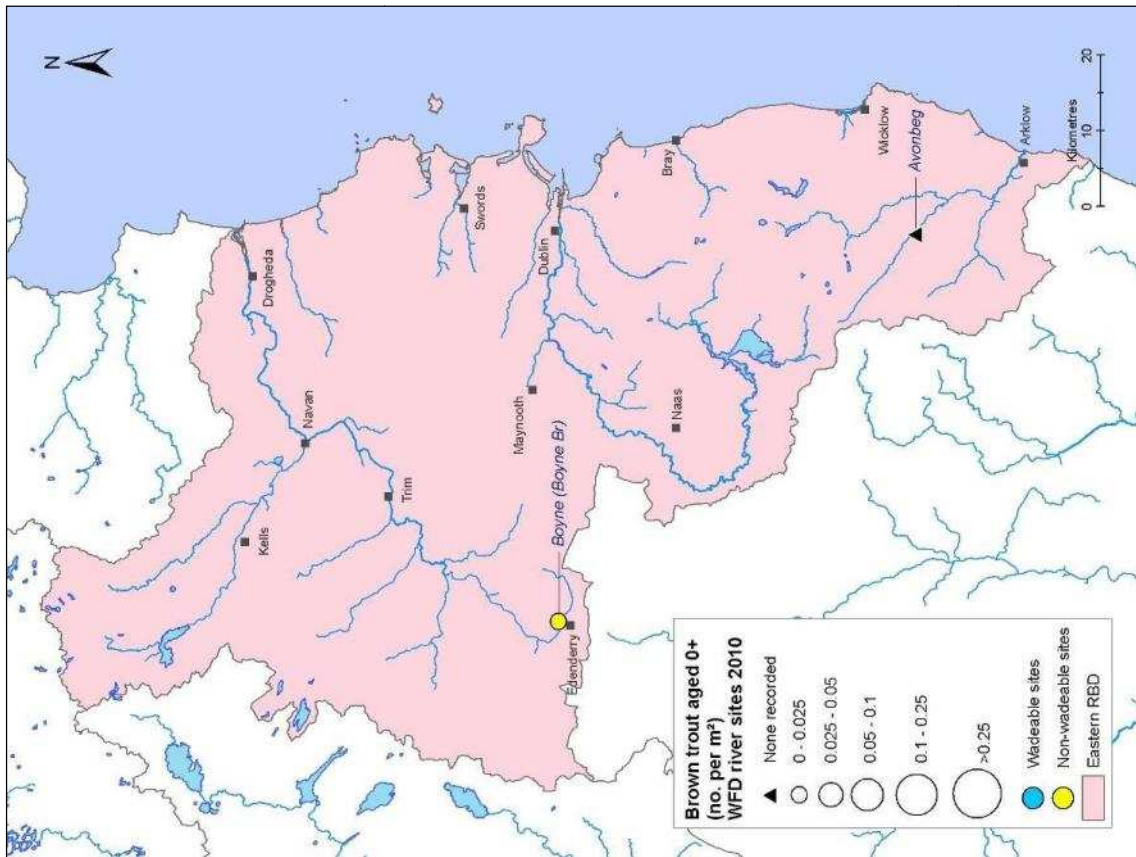 N
Drogheda
Navan
Kells
Trim
Swords
Dublin
Maynooth
Boyne (Boyne Br)
Edenderry
Naas
Bray
Wicklow
Avonbeg
Arklow
0 10 20
Kilometres
Brown trout aged 0+
(no. per m²)
WFD river sites 2010
None recorded
0 - 0.025
0.025 - 0.05
0.05 - 0.1
0.1 - 0.25
>0.25
Wadeable sites
Non-wadeable sites
Eastern RBD